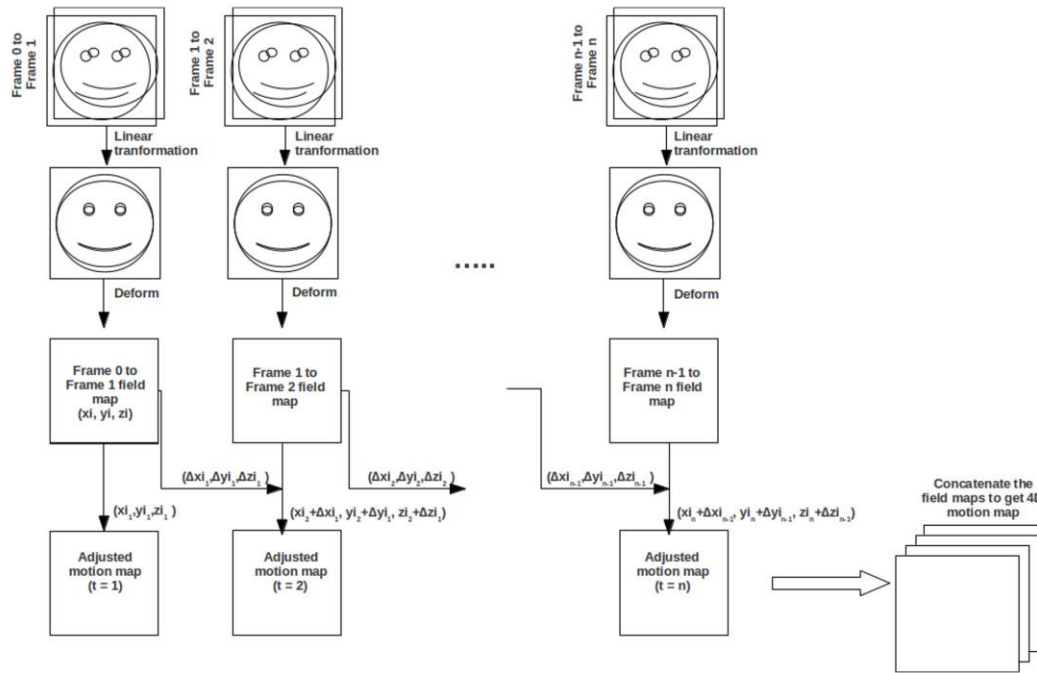 Frame 0 to
Frame 1
Frame 1 to
Frame 2
Frame n-1 to
Frame n
Linear
tranformation
Linear
tranformation
Linear
tranformation
.....
Deform
Deform
Deform
Frame 0 to
Frame 1 field
map
(xi, yi, zi)
Frame 1 to
Frame 2 field
map
Frame n-1 to
Frame n field
map
(Δxi₁,Δyi₁,Δzi₁ )
(Δxi₂,Δyi₂,Δzi₂ )
(Δxiₙ₋₁,Δyiₙ₋₁,Δziₙ₋₁ )
(xi₁,yi₁,zi₁ )
(xi₂+Δxi₁, yi₂+Δyi₁, zi₂+Δzi₁)
(xiₙ+Δxiₙ₋₁, yiₙ+Δyiₙ₋₁, ziₙ+Δziₙ₋₁)
Adjusted
motion map
(t = 1)
Adjusted
motion map
(t = 2)
Adjusted
motion map
(t = n)
Concatenate the
field maps to get 4D
motion map